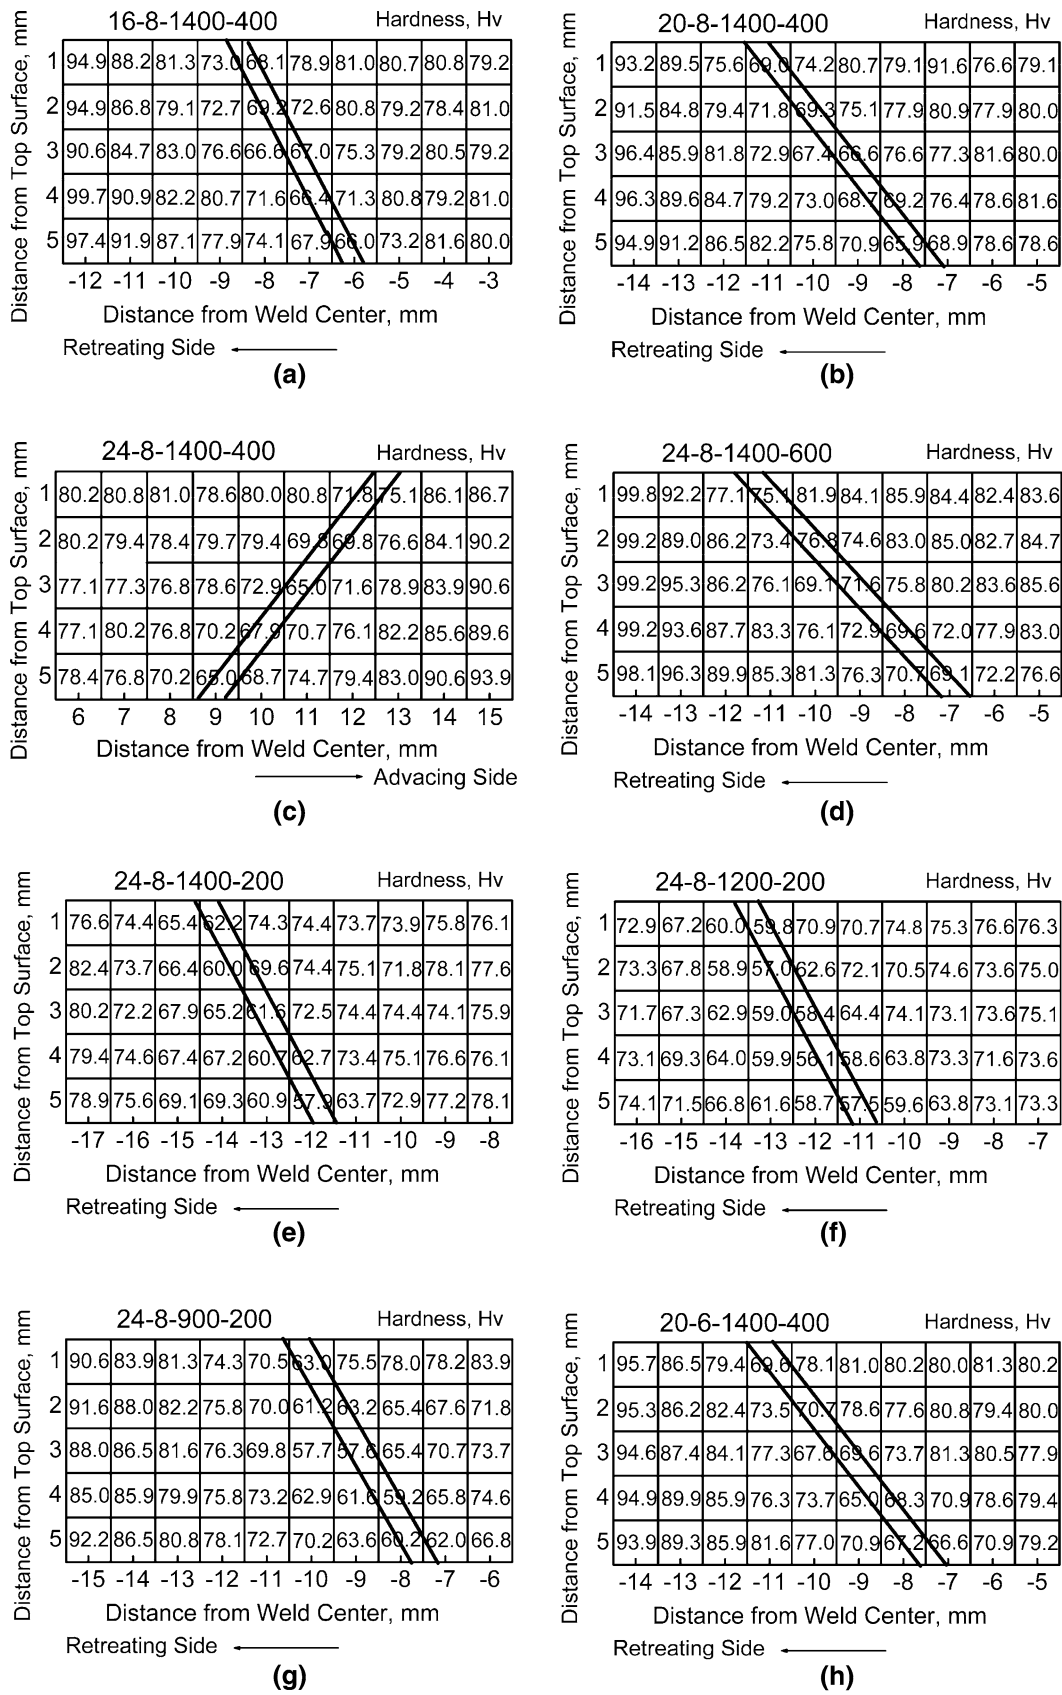 16-8-1400-400 Hardness, Hv
Distance from Top Surface, mm
1 94.9 88.2 81.3 73.0 68.1 78.9 81.0 80.7 80.8 79.2
2 94.9 86.8 79.1 72.7 69.2 72.6 80.8 79.2 78.4 81.0
3 90.6 84.7 83.0 76.6 66.6 67.0 75.3 79.2 80.5 79.2
4 99.7 90.9 82.2 80.7 71.6 66.4 71.3 80.8 79.2 81.0
5 97.4 91.9 87.1 77.9 74.1 67.9 66.0 73.2 81.6 80.0
-12 -11 -10 -9 -8 -7 -6 -5 -4 -3
Distance from Weld Center, mm
Retreating Side
(a)
20-8-1400-400 Hardness, Hv
Distance from Top Surface, mm
1 93.2 89.5 75.6 69.0 74.2 80.7 79.1 91.6 76.6 79.1
2 91.5 84.8 79.4 71.8 69.3 75.1 77.9 80.9 77.9 80.0
3 96.4 85.9 81.8 72.9 67.4 66.6 76.6 77.3 81.6 80.0
4 96.3 89.6 84.7 79.2 73.0 68.7 69.2 76.4 78.6 81.6
5 94.9 91.2 86.5 82.2 75.8 70.9 65.9 68.9 78.6 78.6
-14 -13 -12 -11 -10 -9 -8 -7 -6 -5
Distance from Weld Center, mm
Retreating Side
(b)
24-8-1400-400 Hardness, Hv
Distance from Top Surface, mm
1 80.2 80.8 81.0 78.6 80.0 80.8 71.8 75.1 86.1 86.7
2 80.2 79.4 78.4 79.7 79.4 69.8 69.8 76.6 84.1 90.2
3 77.1 77.3 76.8 78.6 72.9 65.0 71.6 78.9 83.9 90.6
4 77.1 80.2 76.8 70.2 67.9 70.7 76.1 82.2 85.6 89.6
5 78.4 76.8 70.2 65.0 68.7 74.7 79.4 83.0 90.6 93.9
6 7 8 9 10 11 12 13 14 15
Distance from Weld Center, mm
Advacing Side
(c)
24-8-1400-600 Hardness, Hv
Distance from Top Surface, mm
1 99.8 92.2 77.1 75.1 81.9 84.1 85.9 84.4 82.4 83.6
2 99.2 89.0 86.2 73.4 76.8 74.6 83.0 85.0 82.7 84.7
3 99.2 95.3 86.2 76.1 69.1 71.6 75.8 80.2 83.6 85.6
4 99.2 93.6 87.7 83.3 76.1 72.9 69.6 72.0 77.9 83.0
5 98.1 96.3 89.9 85.3 81.3 76.3 70.7 69.1 72.2 76.6
-14 -13 -12 -11 -10 -9 -8 -7 -6 -5
Distance from Weld Center, mm
Retreating Side
(d)
24-8-1400-200 Hardness, Hv
Distance from Top Surface, mm
1 76.6 74.4 65.4 62.2 74.3 74.4 73.7 73.9 75.8 76.1
2 82.4 73.7 66.4 60.0 69.6 74.4 75.1 71.8 78.1 77.6
3 80.2 72.2 67.9 65.2 61.6 72.5 74.4 74.4 74.1 75.9
4 79.4 74.6 67.4 67.2 60.7 62.7 73.4 75.1 76.6 76.1
5 78.9 75.6 69.1 69.3 60.9 57.9 63.7 72.9 77.2 78.1
-17 -16 -15 -14 -13 -12 -11 -10 -9 -8
Distance from Weld Center, mm
Retreating Side
(e)
24-8-1200-200 Hardness, Hv
Distance from Top Surface, mm
1 72.9 67.2 60.0 59.8 70.9 70.7 74.8 75.3 76.6 76.3
2 73.3 67.8 58.9 57.0 62.6 72.1 70.5 74.6 73.6 75.0
3 71.7 67.3 62.9 59.0 58.4 64.4 74.1 73.1 73.6 75.1
4 73.1 69.3 64.0 59.9 56.1 58.6 63.8 73.3 71.6 73.6
5 74.1 71.5 66.8 61.6 58.7 57.5 59.6 63.8 73.1 73.3
-16 -15 -14 -13 -12 -11 -10 -9 -8 -7
Distance from Weld Center, mm
Retreating Side
(f)
24-8-900-200 Hardness, Hv
Distance from Top Surface, mm
1 90.6 83.9 81.3 74.3 70.5 63.0 75.5 78.0 78.2 83.9
2 91.6 88.0 82.2 75.8 70.0 61.2 63.2 65.4 67.6 71.8
3 88.0 86.5 81.6 76.3 69.8 57.7 57.6 65.4 70.7 73.7
4 85.0 85.9 79.9 75.8 73.2 62.9 61.6 59.2 65.8 74.6
5 92.2 86.5 80.8 78.1 72.7 70.2 63.6 60.2 62.0 66.8
-15 -14 -13 -12 -11 -10 -9 -8 -7 -6
Distance from Weld Center, mm
Retreating Side
(g)
20-6-1400-400 Hardness, Hv
Distance from Top Surface, mm
1 95.7 86.5 79.4 69.6 78.1 81.0 80.2 80.0 81.3 80.2
2 95.3 86.2 82.4 73.5 70.7 78.6 77.6 80.8 79.4 80.0
3 94.6 87.4 84.1 77.3 67.6 69.6 73.7 81.3 80.5 77.9
4 94.9 89.9 85.9 76.3 73.7 65.0 68.3 70.9 78.6 79.4
5 93.9 89.3 85.9 81.6 77.0 70.9 67.2 66.6 70.9 79.2
-14 -13 -12 -11 -10 -9 -8 -7 -6 -5
Distance from Weld Center, mm
Retreating Side
(h)